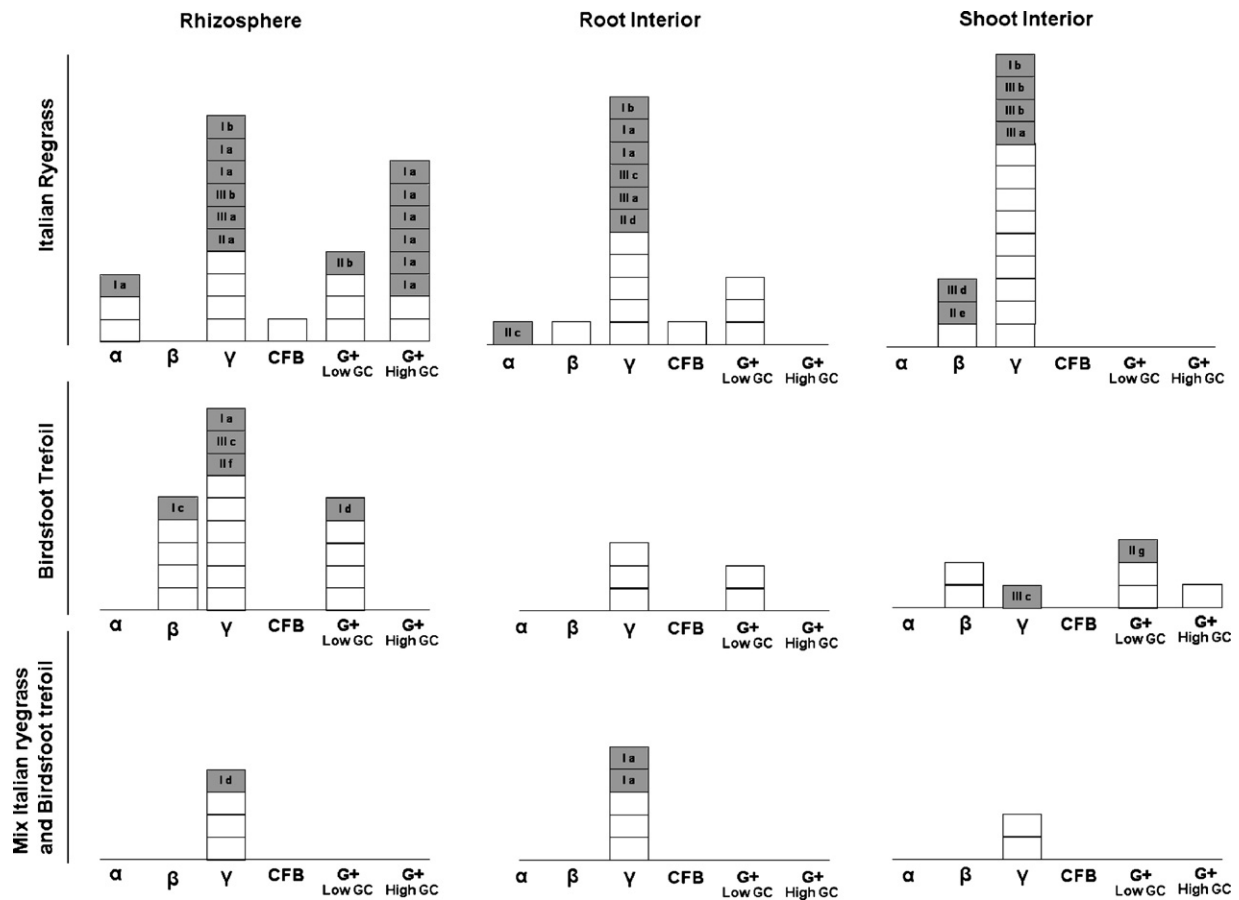 Rhizosphere
Root Interior
Shoot Interior
Italian Ryegrass
I a
I b
I a
I a
III b
III a
II a
II b
I a
I a
I a
I a
I a
I a
α β γ CFB G+ G+
Low GC High GC
II c
I b
I a
I a
III c
III a
II d
α β γ CFB G+ G+
Low GC High GC
III d
II e
I b
III b
III b
III a
α β γ CFB G+ G+
Low GC High GC
Birdsfoot Trefoil
I c
I a
III c
II f
I d
α β γ CFB G+ G+
Low GC High GC
α β γ CFB G+ G+
Low GC High GC
III c
II g
α β γ CFB G+ G+
Low GC High GC
Mix Italian ryegrass
and Birdsfoot trefoil
I d
α β γ CFB G+ G+
Low GC High GC
I a
I a
α β γ CFB G+ G+
Low GC High GC
α β γ CFB G+ G+
Low GC High GC